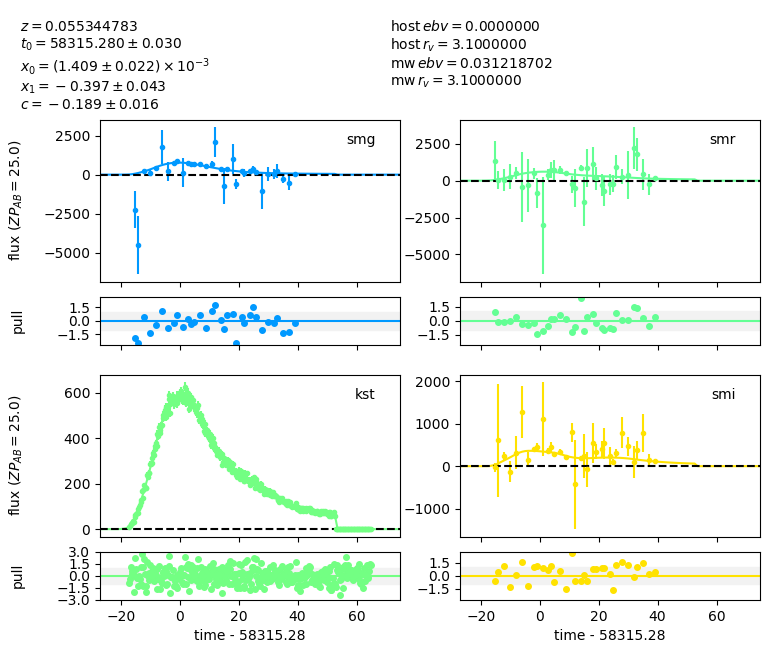 z = 0.055344783
t₀ = 58315.280 ± 0.030
x₀ = (1.409 ± 0.022) × 10⁻³
x₁ = − 0.397 ± 0.043
c = − 0.189 ± 0.016
host ebv = 0.0000000
host r_v = 3.1000000
mw ebv = 0.031218702
mw r_v = 3.1000000
flux (ZP_AB = 25.0)
2500
0
−2500
−5000
smg
2500
0
−2500
−5000
smr
pull
1.5
0.0
−1.5
1.5
0.0
−1.5
flux (ZP_AB = 25.0)
600
400
200
0
kst
2000
1000
0
−1000
smi
pull
3.0
1.5
0.0
−1.5
−3.0
1.5
0.0
−1.5
−20 0 20 40 60
−20 0 20 40 60
time - 58315.28
time - 58315.28